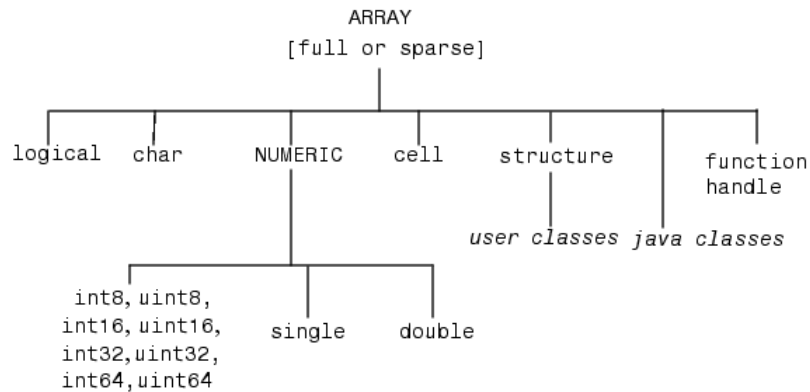 ARRAY
[full or sparse]
logical char NUMERIC cell structure function
handle
user classes java classes
int8, uint8,
int16, uint16,
int32, uint32,
int64, uint64
single double